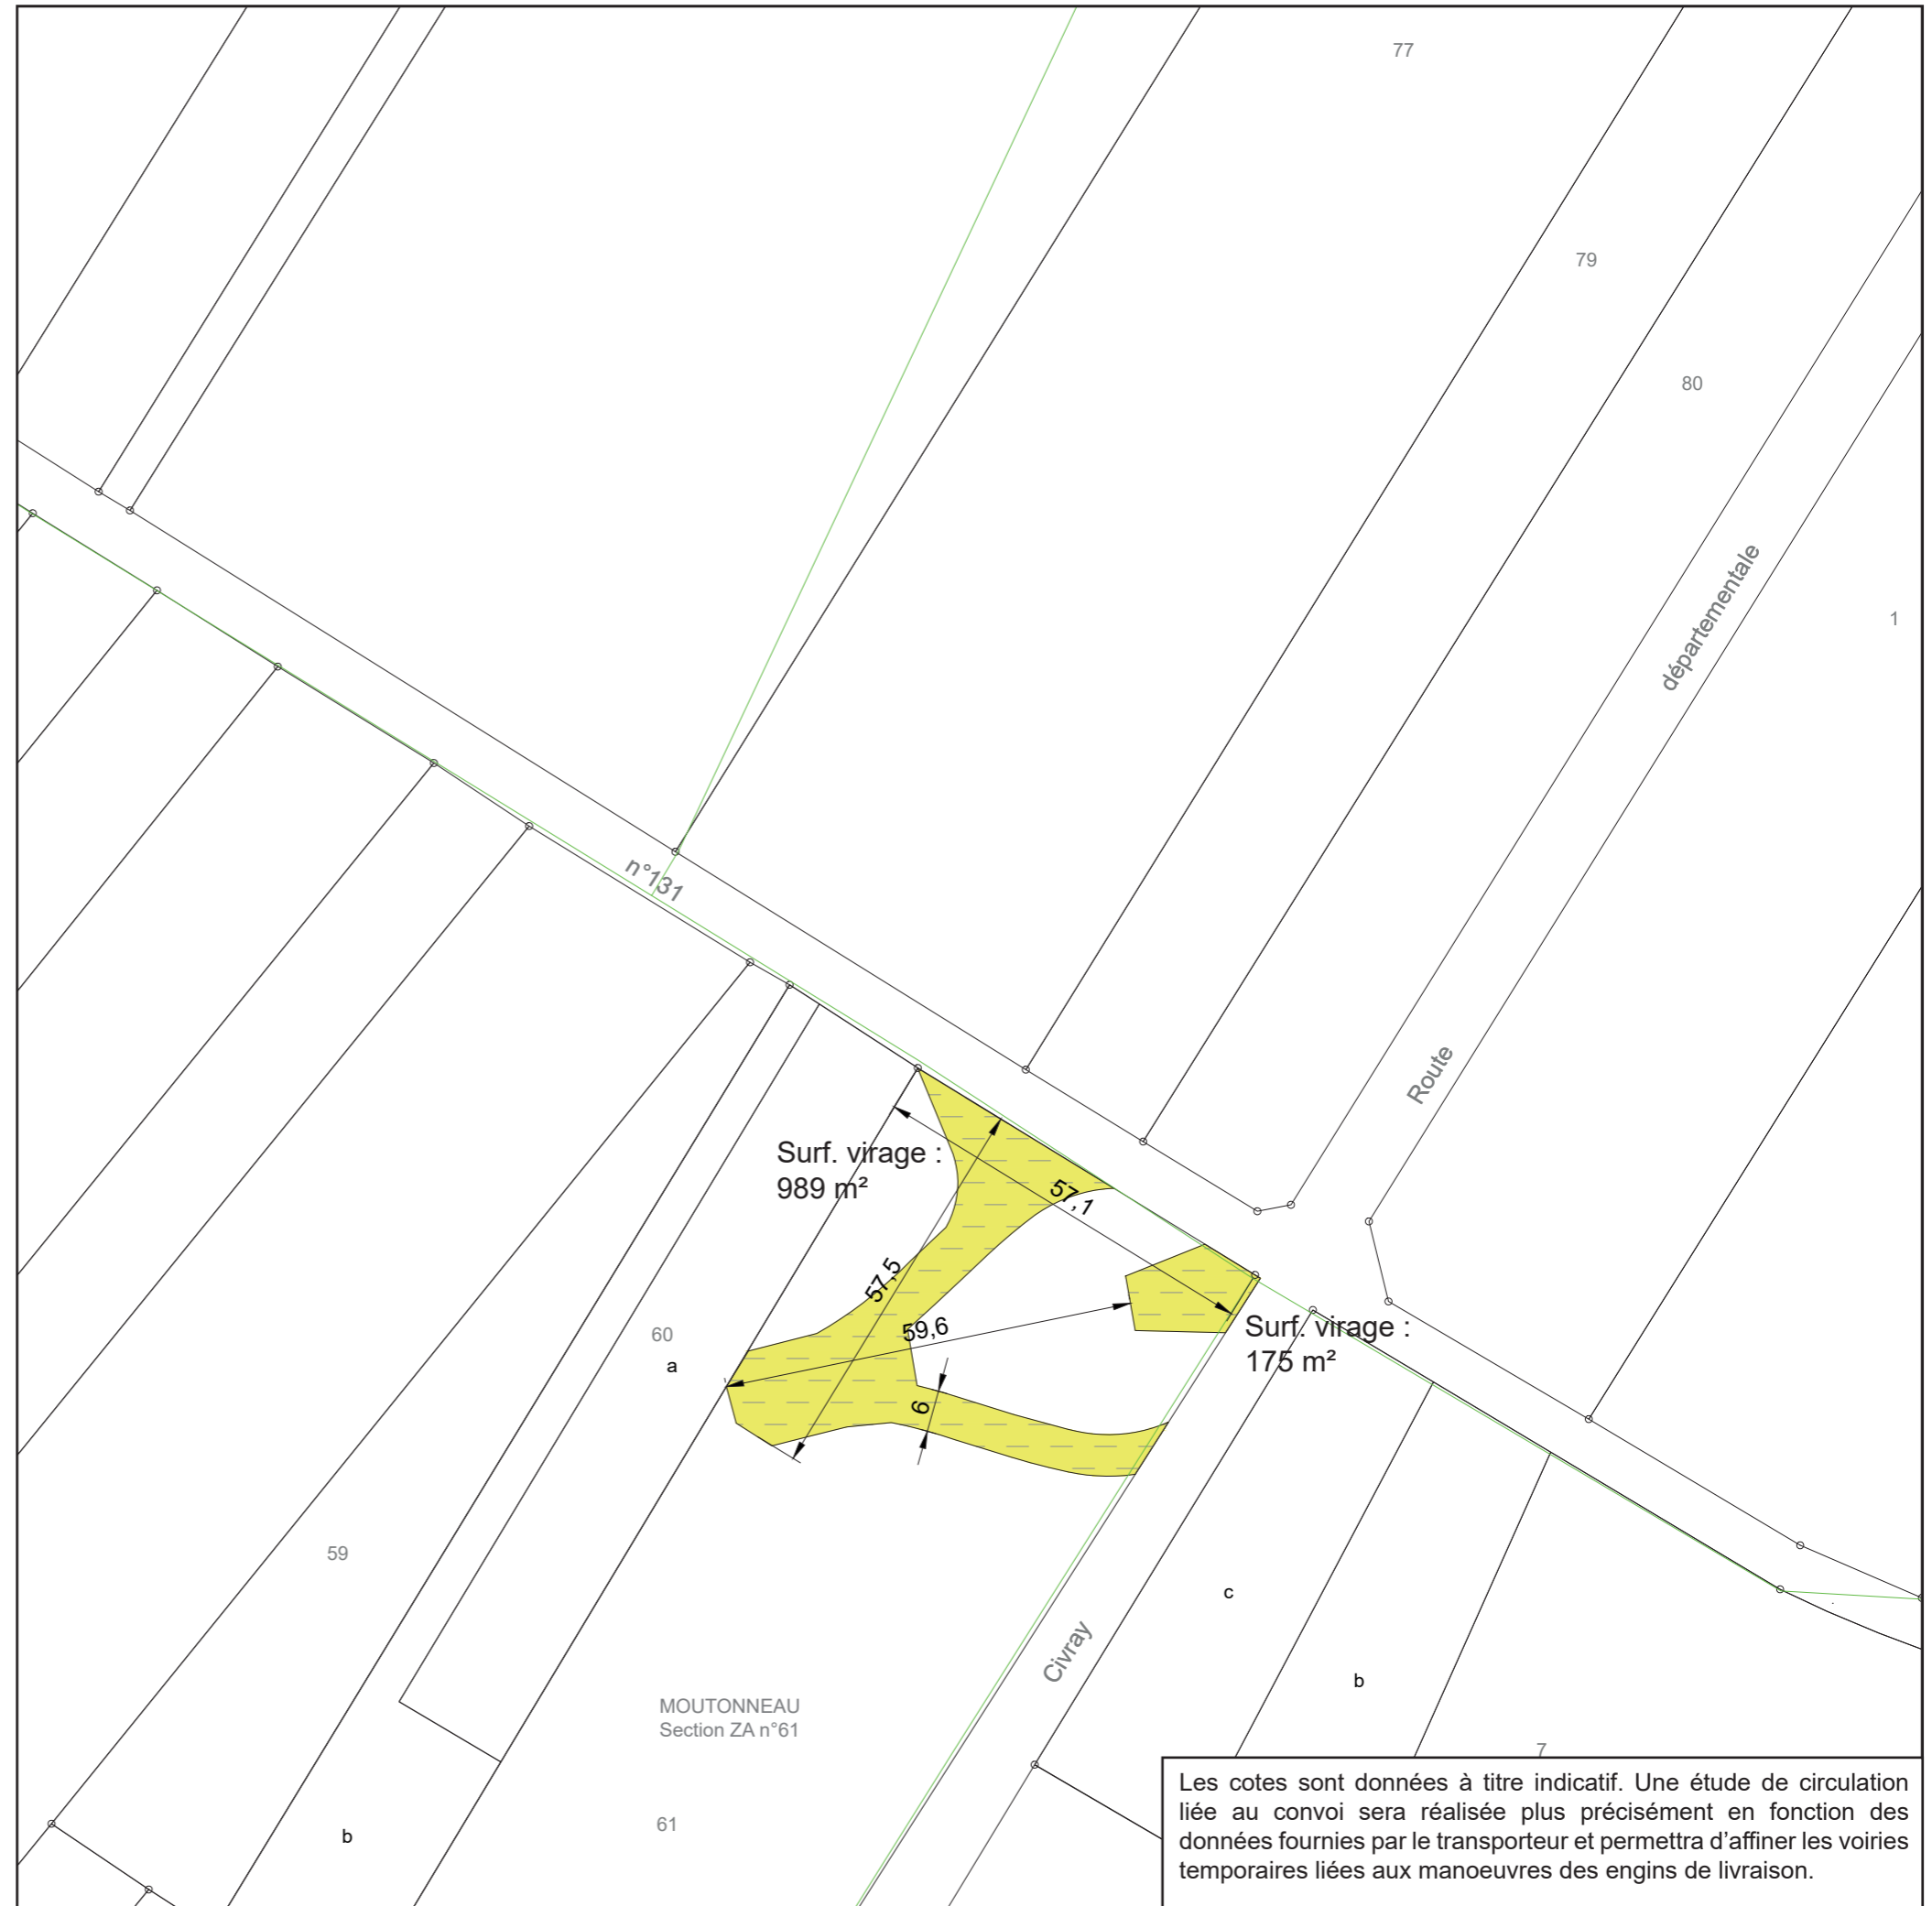 77
79
80
départementale
1
n°131
Route
Surf. virage :
989 m²
57,1
57,5
59,6
Surf. virage :
175 m²
60
a
6
59
c
Civray
b
MOUTONNEAU
Section ZA n°61
7
61
b
Les cotes sont données à titre indicatif. Une étude de circulation
liée au convoi sera réalisée plus précisément en fonction des
données fournies par le transporteur et permettra d'affiner les voiries
temporaires liées aux manoeuvres des engins de livraison.